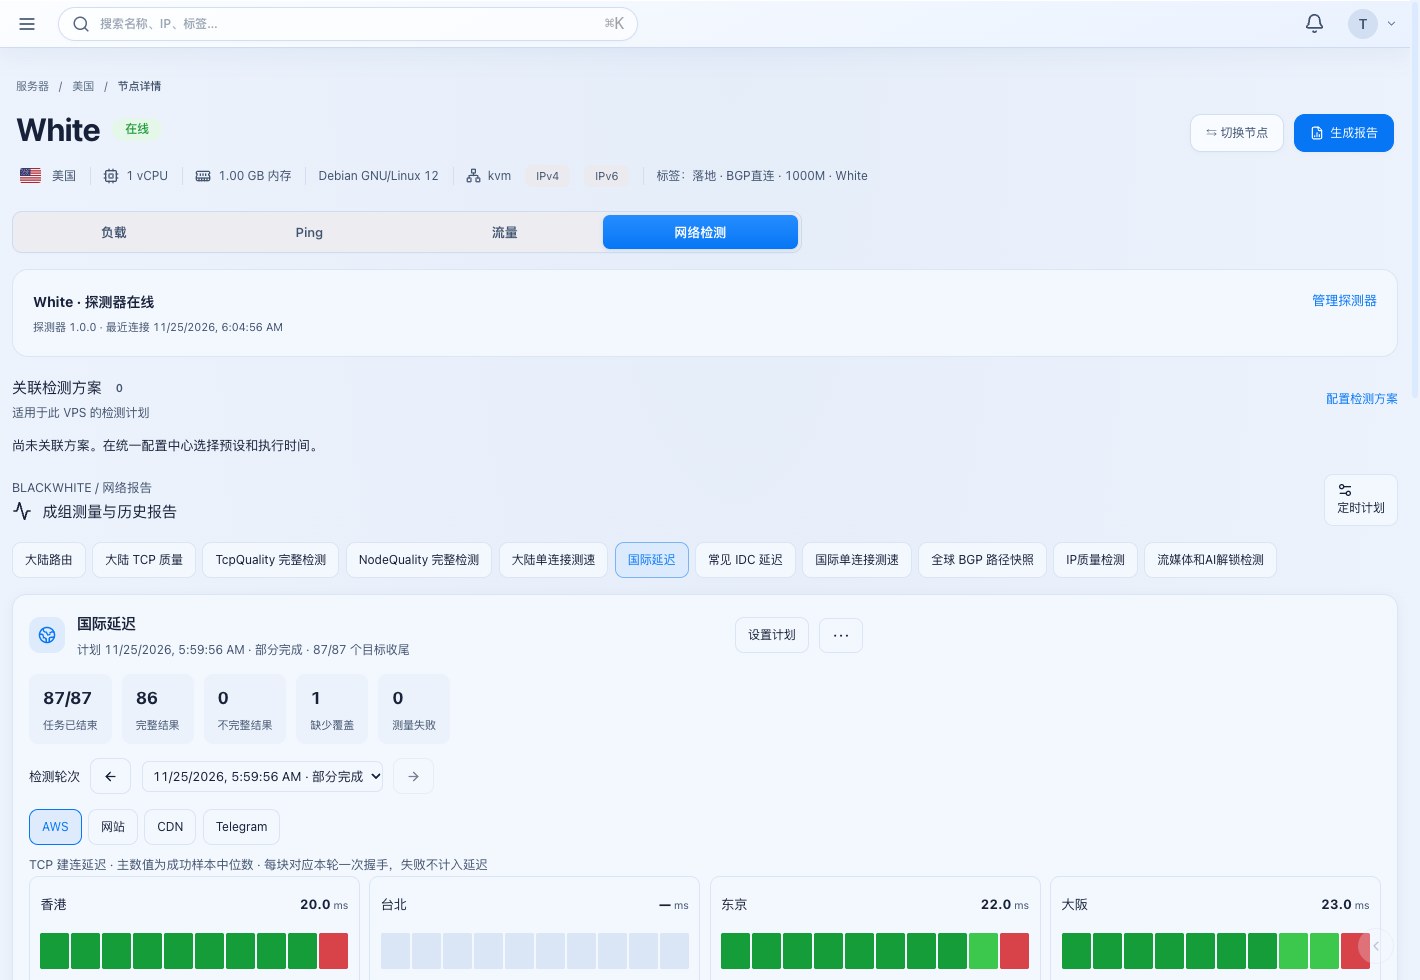 搜索名称、IP、标签... ⌘K T
服务器 / 美国 / 节点详情
White 在线 切换节点 生成报告
美国 1 vCPU 1.00 GB 内存 Debian GNU/Linux 12 kvm IPv4 IPv6 标签：落地 · BGP直连 · 1000M · White
负载 Ping 流量 网络检测
White · 探测器在线 管理探测器
探测器 1.0.0 · 最近连接 11/25/2026, 6:04:56 AM
关联检测方案 0
适用于此 VPS 的检测计划 配置检测方案
尚未关联方案。在统一配置中心选择预设和执行时间。
BLACKWHITE / 网络报告
成组测量与历史报告 定时计划
大陆路由 大陆 TCP 质量 TcpQuality 完整检测 NodeQuality 完整检测 大陆单连接测速 国际延迟 常见 IDC 延迟 国际单连接测速 全球 BGP 路径快照 IP质量检测 流媒体和AI解锁检测
国际延迟
计划 11/25/2026, 5:59:56 AM · 部分完成 · 87/87 个目标收尾 设置计划 ···
87/87 86 0 1 0
任务已结束 完整结果 不完整结果 缺少覆盖 测量失败
检测轮次 ← 11/25/2026, 5:59:56 AM · 部分完成 →
AWS 网站 CDN Telegram
TCP 建连延迟 · 主数值为成功样本中位数 · 每块对应本轮一次握手，失败不计入延迟
香港 20.0 ms 台北 — ms 东京 22.0 ms 大阪 23.0 ms